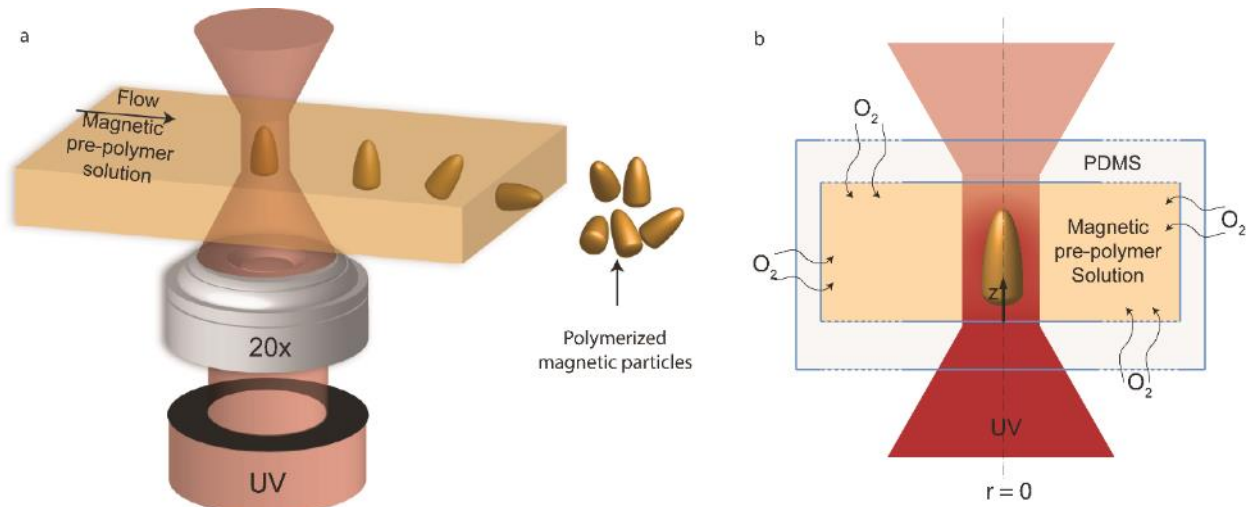 a
Flow
Magnetic
pre-polymer
solution
20x
UV
Polymerized
magnetic particles
b
O₂
PDMS
O₂
O₂
Magnetic
pre-polymer
Solution
z
O₂
UV
r = 0